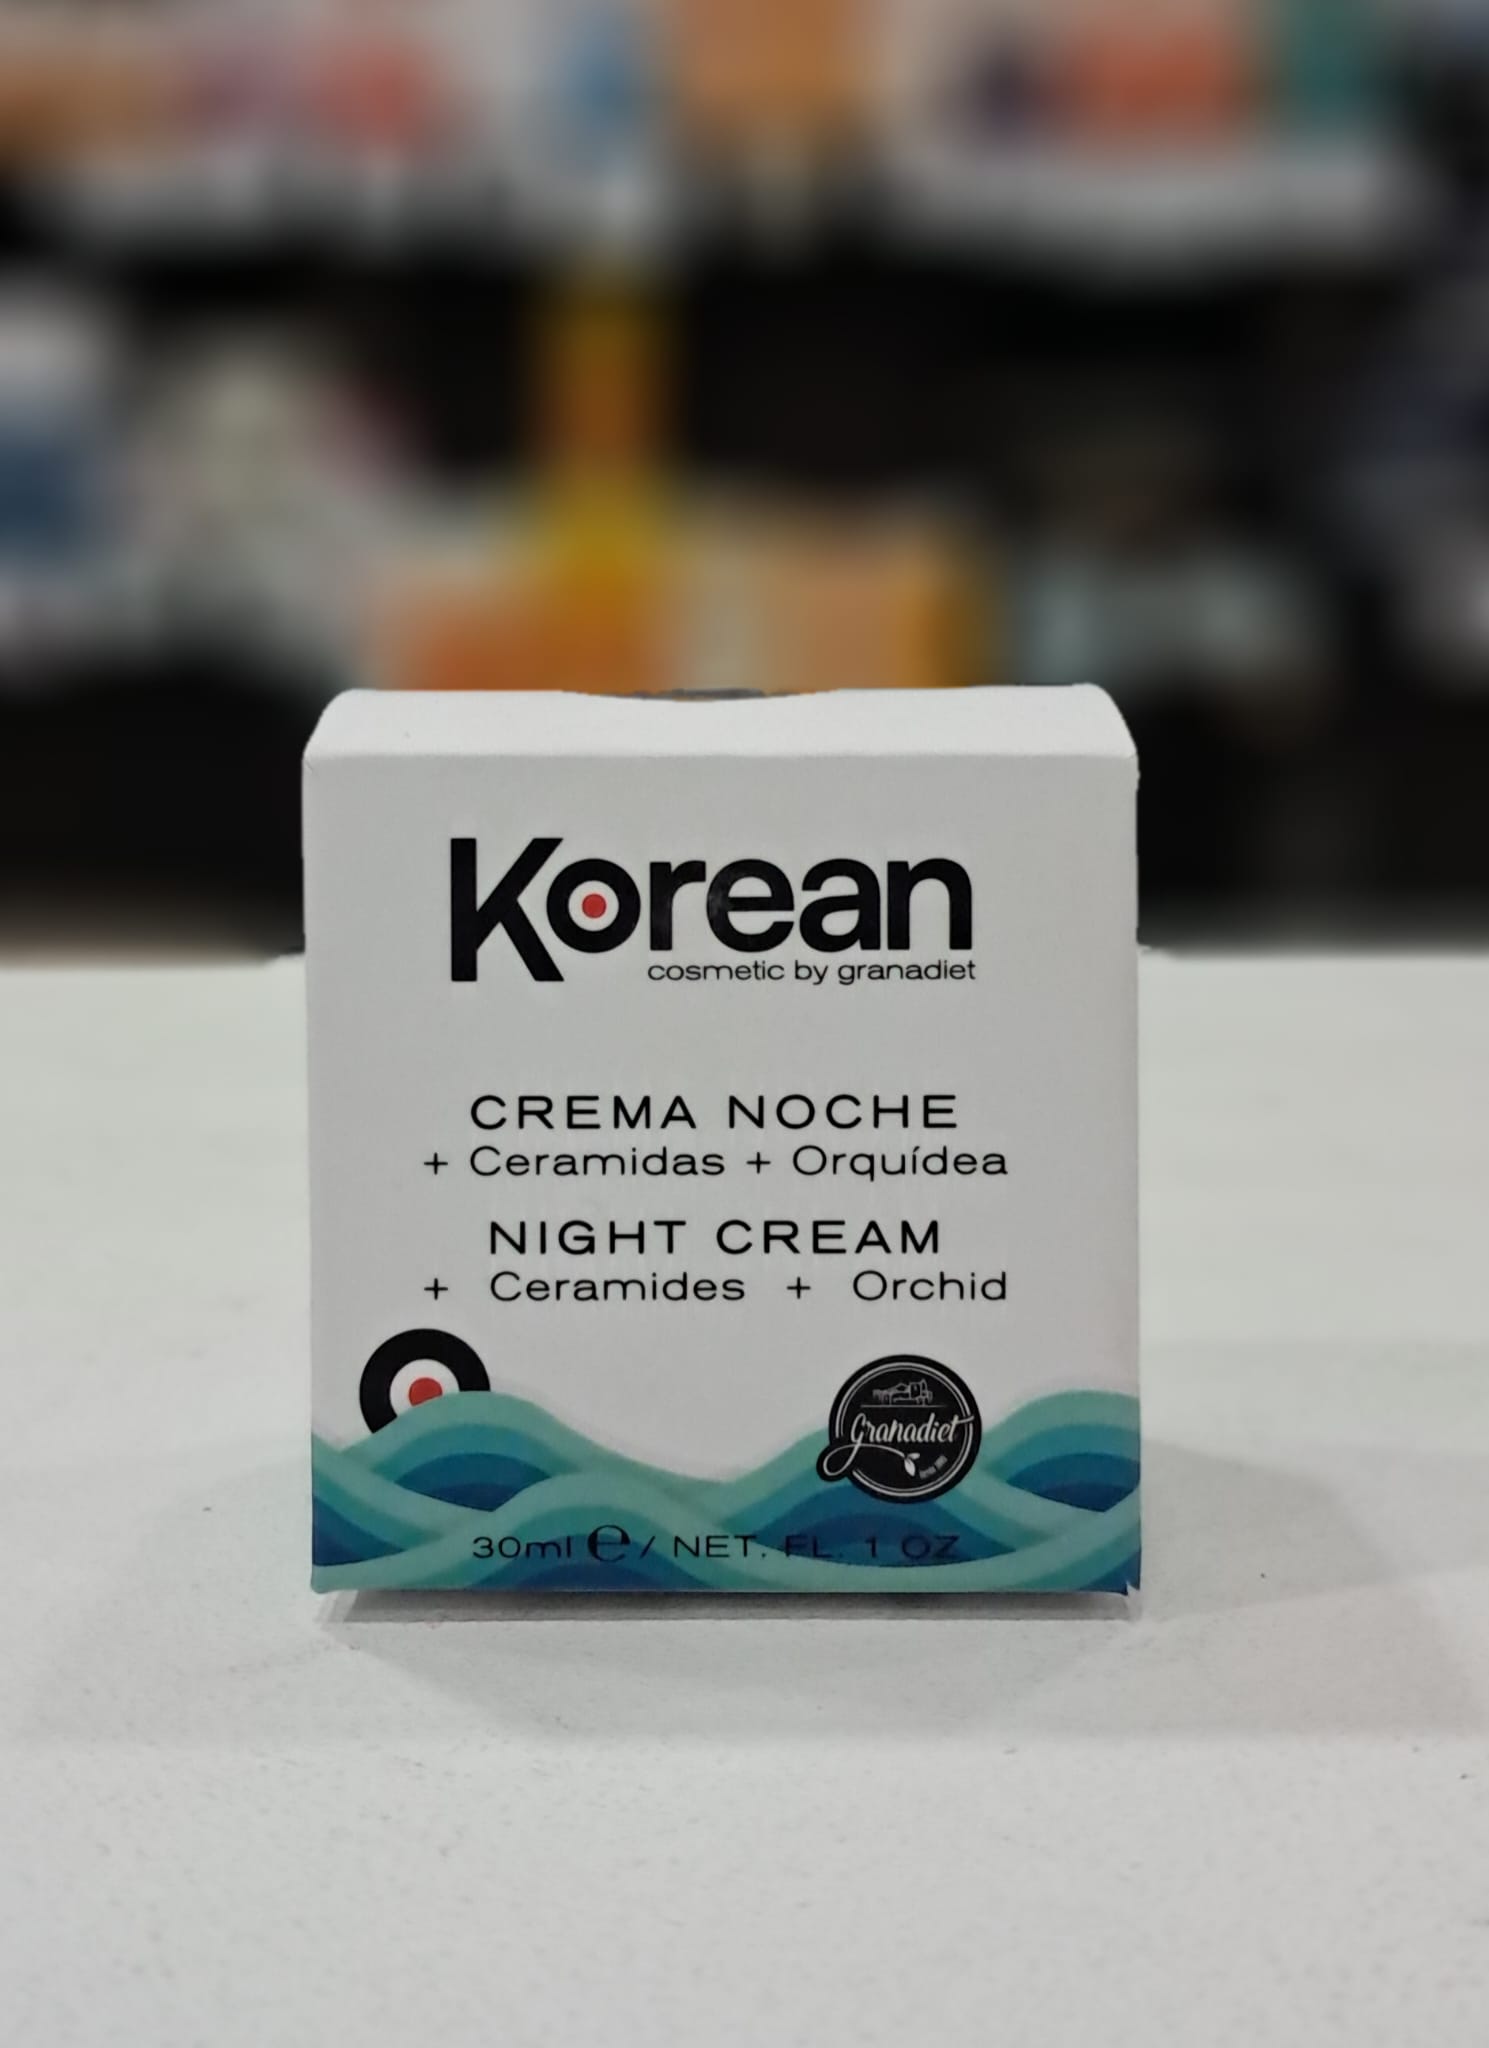 Korean
cosmetic by granadiet
CREMA NOCHE
+ Ceramidas + Orquídea
NIGHT CREAM
+ Ceramides + Orchid
Granadiet
30ml ℮ / NET. FL. 1 OZ